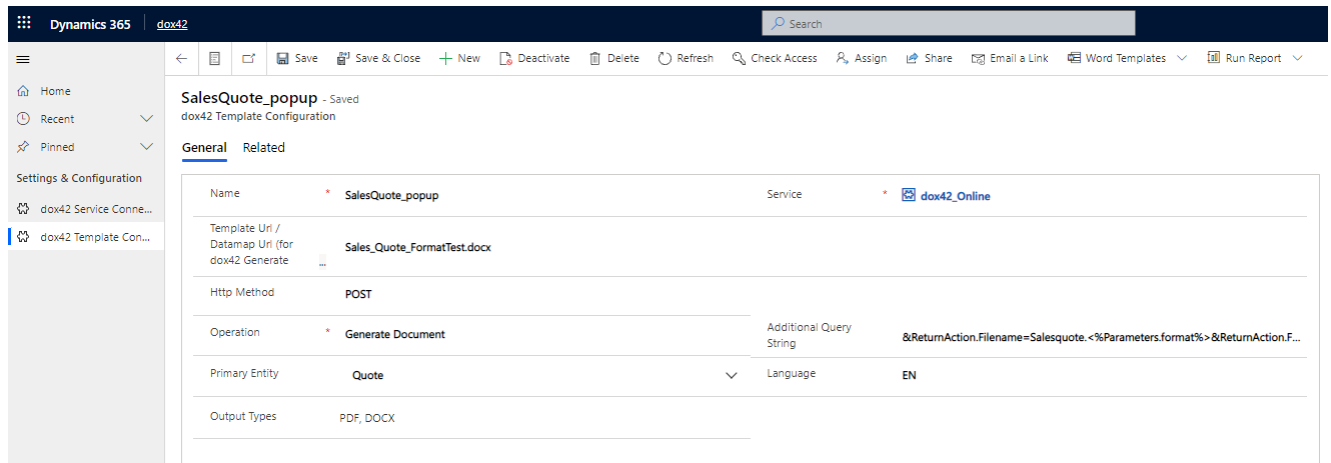 Dynamics 365 dox42 Search
Save Save & Close New Deactivate Delete Refresh Check Access Assign Share Email a Link Word Templates Run Report
Home
Recent
Pinned
Settings & Configuration
dox42 Service Conne...
dox42 Template Con...
SalesQuote_popup - Saved
dox42 Template Configuration
General Related
Name * SalesQuote_popup Service * dox42_Online
Template Url /
Datamap Url (for
dox42 Generate ...
Sales_Quote_FormatTest.docx
Http Method POST
Operation * Generate Document
Additional Query
String
&ReturnAction.Filename=Salesquote.<%Parameters.format%>&ReturnAction.F...
Primary Entity Quote Language EN
Output Types PDF, DOCX